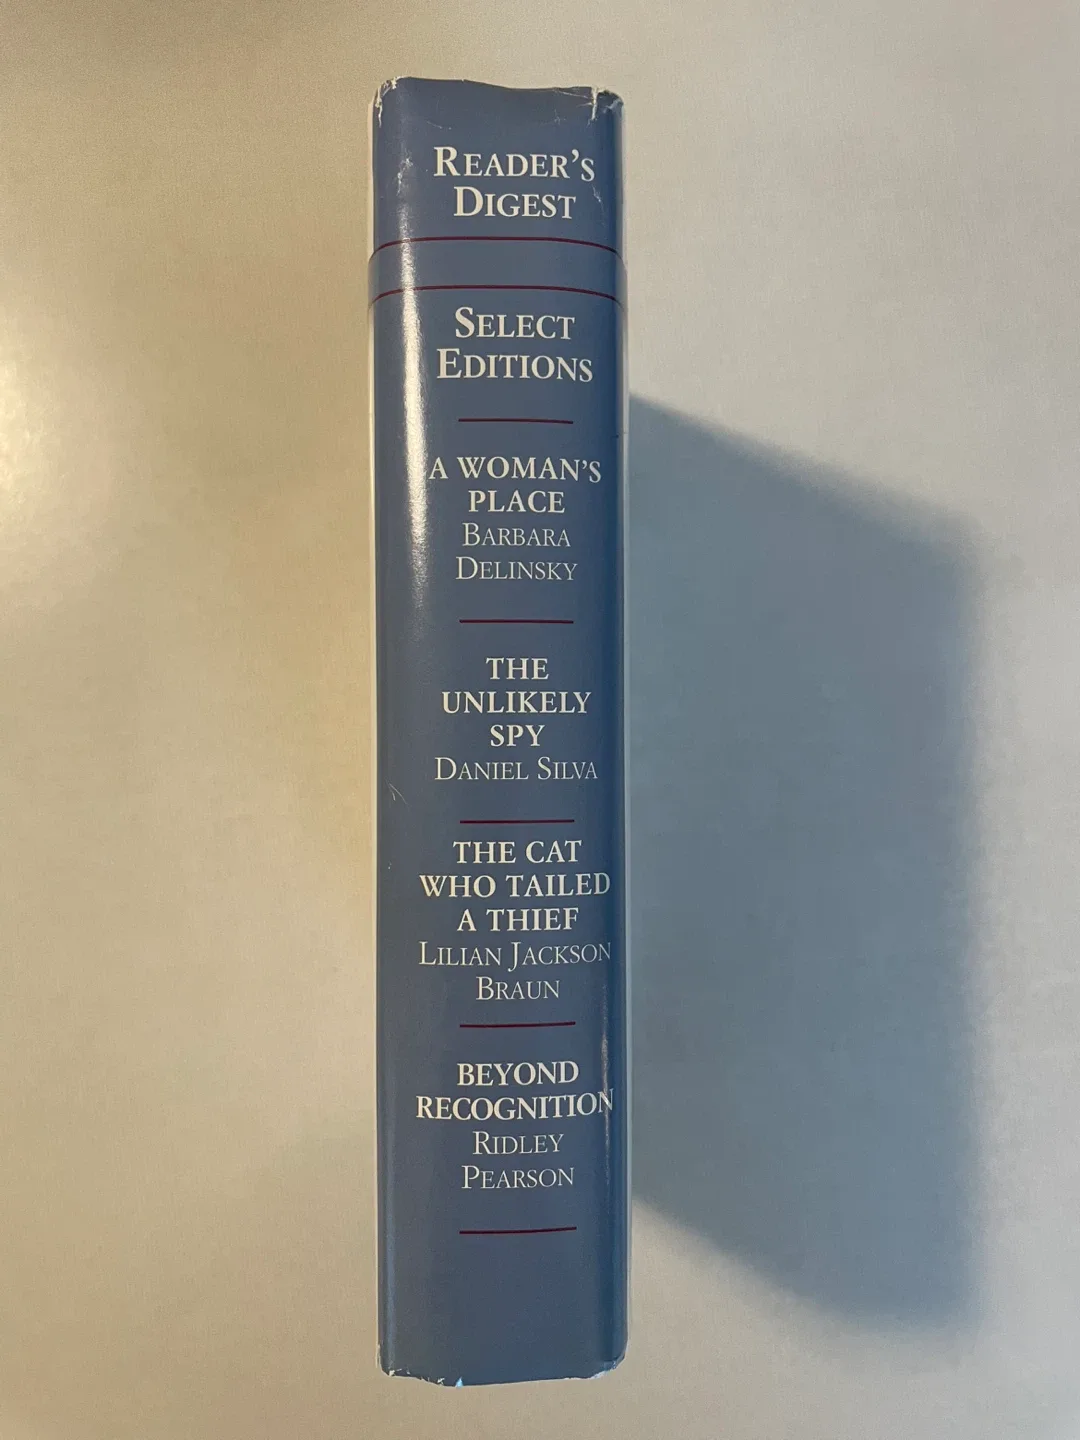 READER'S
DIGEST
SELECT
EDITIONS
A WOMAN'S
PLACE
BARBARA
DELINSKY
THE
UNLIKELY
SPY
DANIEL SILVA
THE CAT
WHO TAILED
A THIEF
LILIAN JACKSON
BRAUN
BEYOND
RECOGNITION
RIDLEY
PEARSON